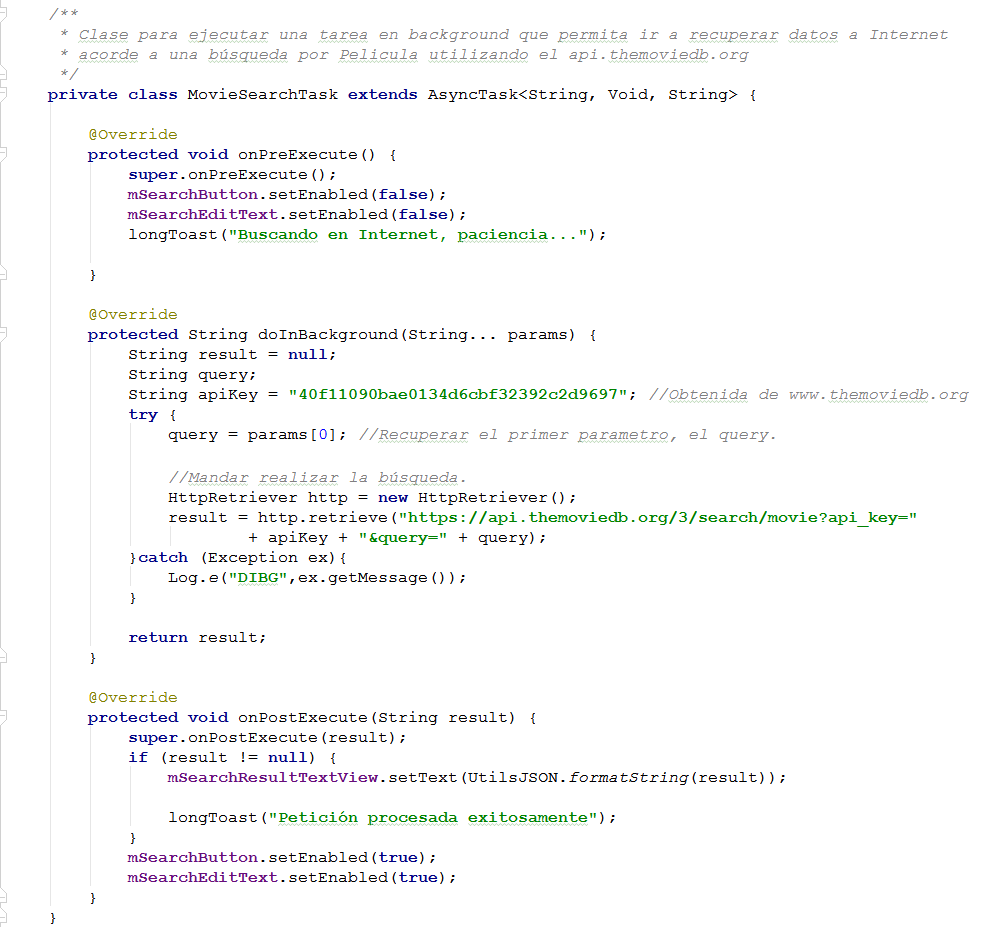 /**
 * Clase para ejecutar una tarea en background que permita ir a recuperar datos a Internet
 * acorde a una búsqueda por Pelicula utilizando el api.themoviedb.org
 */
private class MovieSearchTask extends AsyncTask<String, Void, String> {

    @Override
    protected void onPreExecute() {
        super.onPreExecute();
        mSearchButton.setEnabled(false);
        mSearchEditText.setEnabled(false);
        longToast("Buscando en Internet, paciencia...");

    }

    @Override
    protected String doInBackground(String... params) {
        String result = null;
        String query;
        String apiKey = "40f11090bae0134d6cbf32392c2d9697"; //Obtenida de www.themoviedb.org
        try {
            query = params[0]; //Recuperar el primer parametro, el query.

            //Mandar realizar la búsqueda.
            HttpRetriever http = new HttpRetriever();
            result = http.retrieve("https://api.themoviedb.org/3/search/movie?api_key="
                    + apiKey + "&query=" + query);
        }catch (Exception ex){
            Log.e("DIBG",ex.getMessage());
        }

        return result;
    }

    @Override
    protected void onPostExecute(String result) {
        super.onPostExecute(result);
        if (result != null) {
            mSearchResultTextView.setText(UtilsJSON.formatString(result));

            longToast("Petición procesada exitosamente");
        }
        mSearchButton.setEnabled(true);
        mSearchEditText.setEnabled(true);
    }
}